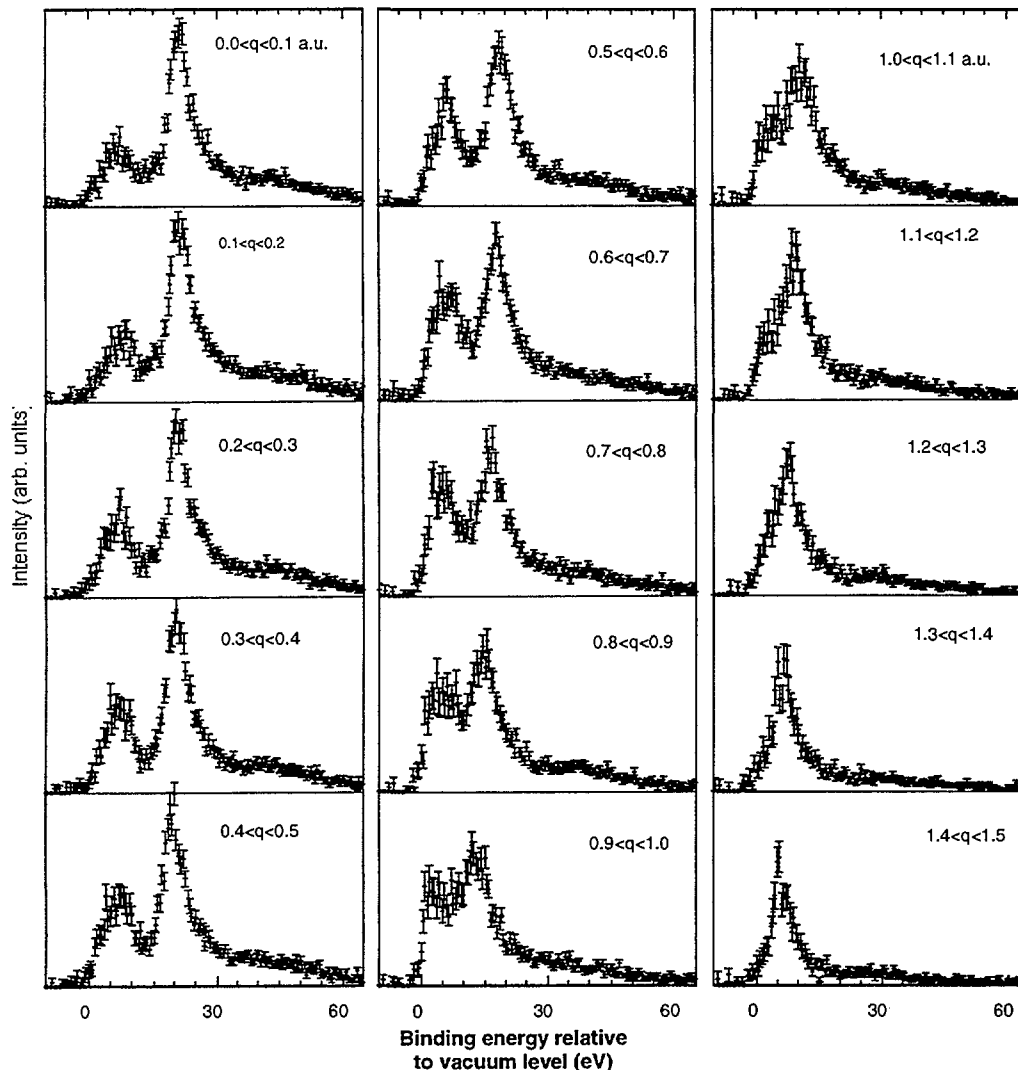 0.0<q<0.1 a.u.
0.5<q<0.6
1.0<q<1.1 a.u.
0.1<q<0.2
0.6<q<0.7
1.1<q<1.2
0.2<q<0.3
0.7<q<0.8
1.2<q<1.3
0.3<q<0.4
0.8<q<0.9
1.3<q<1.4
0.4<q<0.5
0.9<q<1.0
1.4<q<1.5
Intensity (arb. units)
0 30 60 0 30 60 0 30 60
Binding energy relative
to vacuum level (eV)